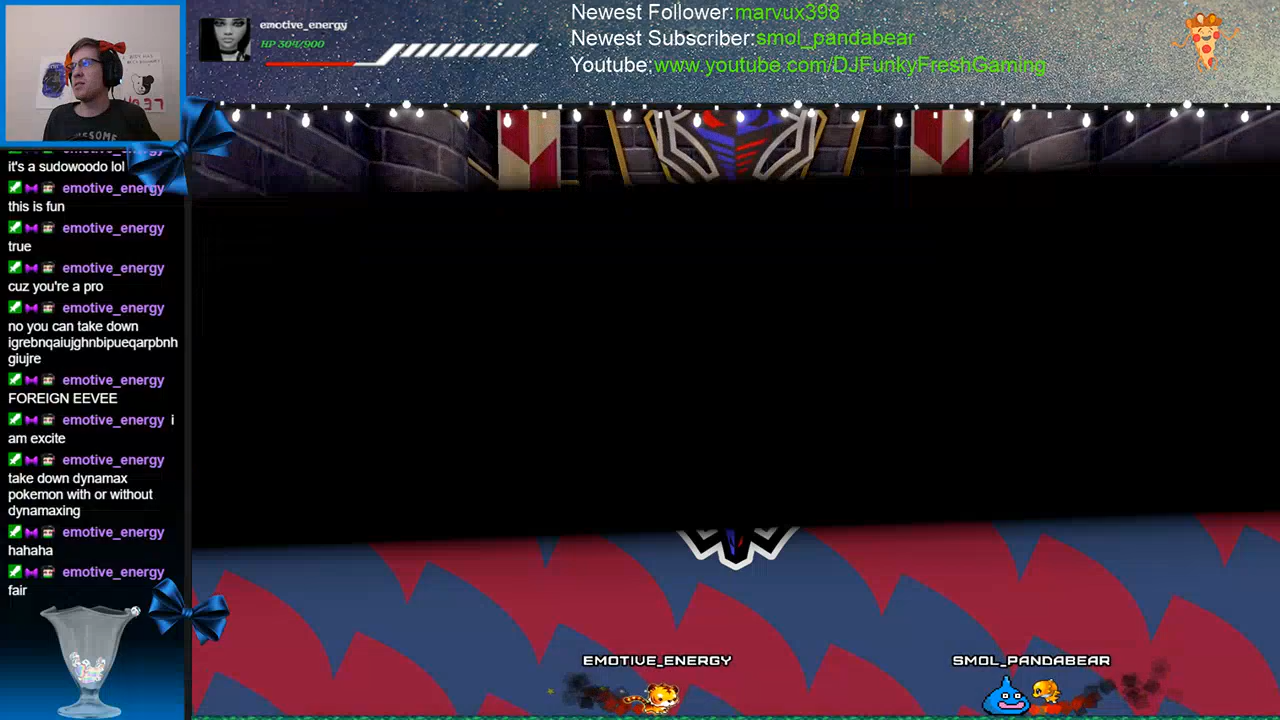 emotive_energy
HP 304/900
Newest Follower:marvux398
Newest Subscriber:smol_pandabear
Youtube;www.youtube.com/DJFunkyFreshGaming
emotive_energy
it's a sudowoodo lol
emotive_energy
this is fun
emotive_energy
true
emotive_energy
cuz you're a pro
emotive_energy
no you can take down
igrebnqaiujghnbipueqarpbnh
giujre
emotive_energy
FOREIGN EEVEE
emotive_energy i
am excite
emotive_energy
take down dynamax
pokemon with or without
dynamaxing
emotive_energy
hahaha
emotive_energy
fair
EMOTIVE_ENERGY
SMOL_PANDABEAR